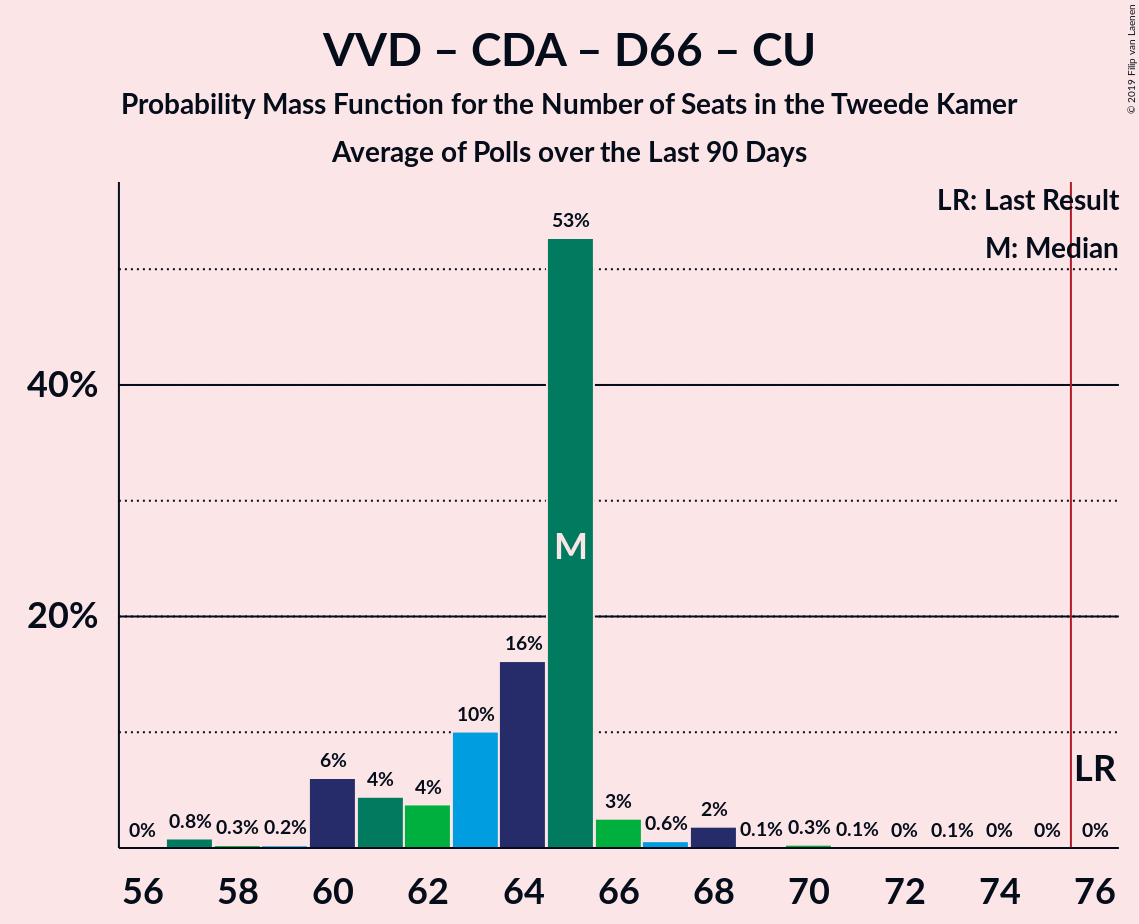 VVD – CDA – D66 – CU
Probability Mass Function for the Number of Seats in the Tweede Kamer
Average of Polls over the Last 90 Days
© 2019 Filip van Laenen
LR: Last Result
M: Median
53%
40%
M
20%
16%
10%
LR
6%
4%
4%
3%
2%
0%
0.8%
0.3%
0.2%
0.6%
0.1%
0.3%
0.1%
0%
0.1%
0%
0%
0%
56 58 60 62 64 66 68 70 72 74 76